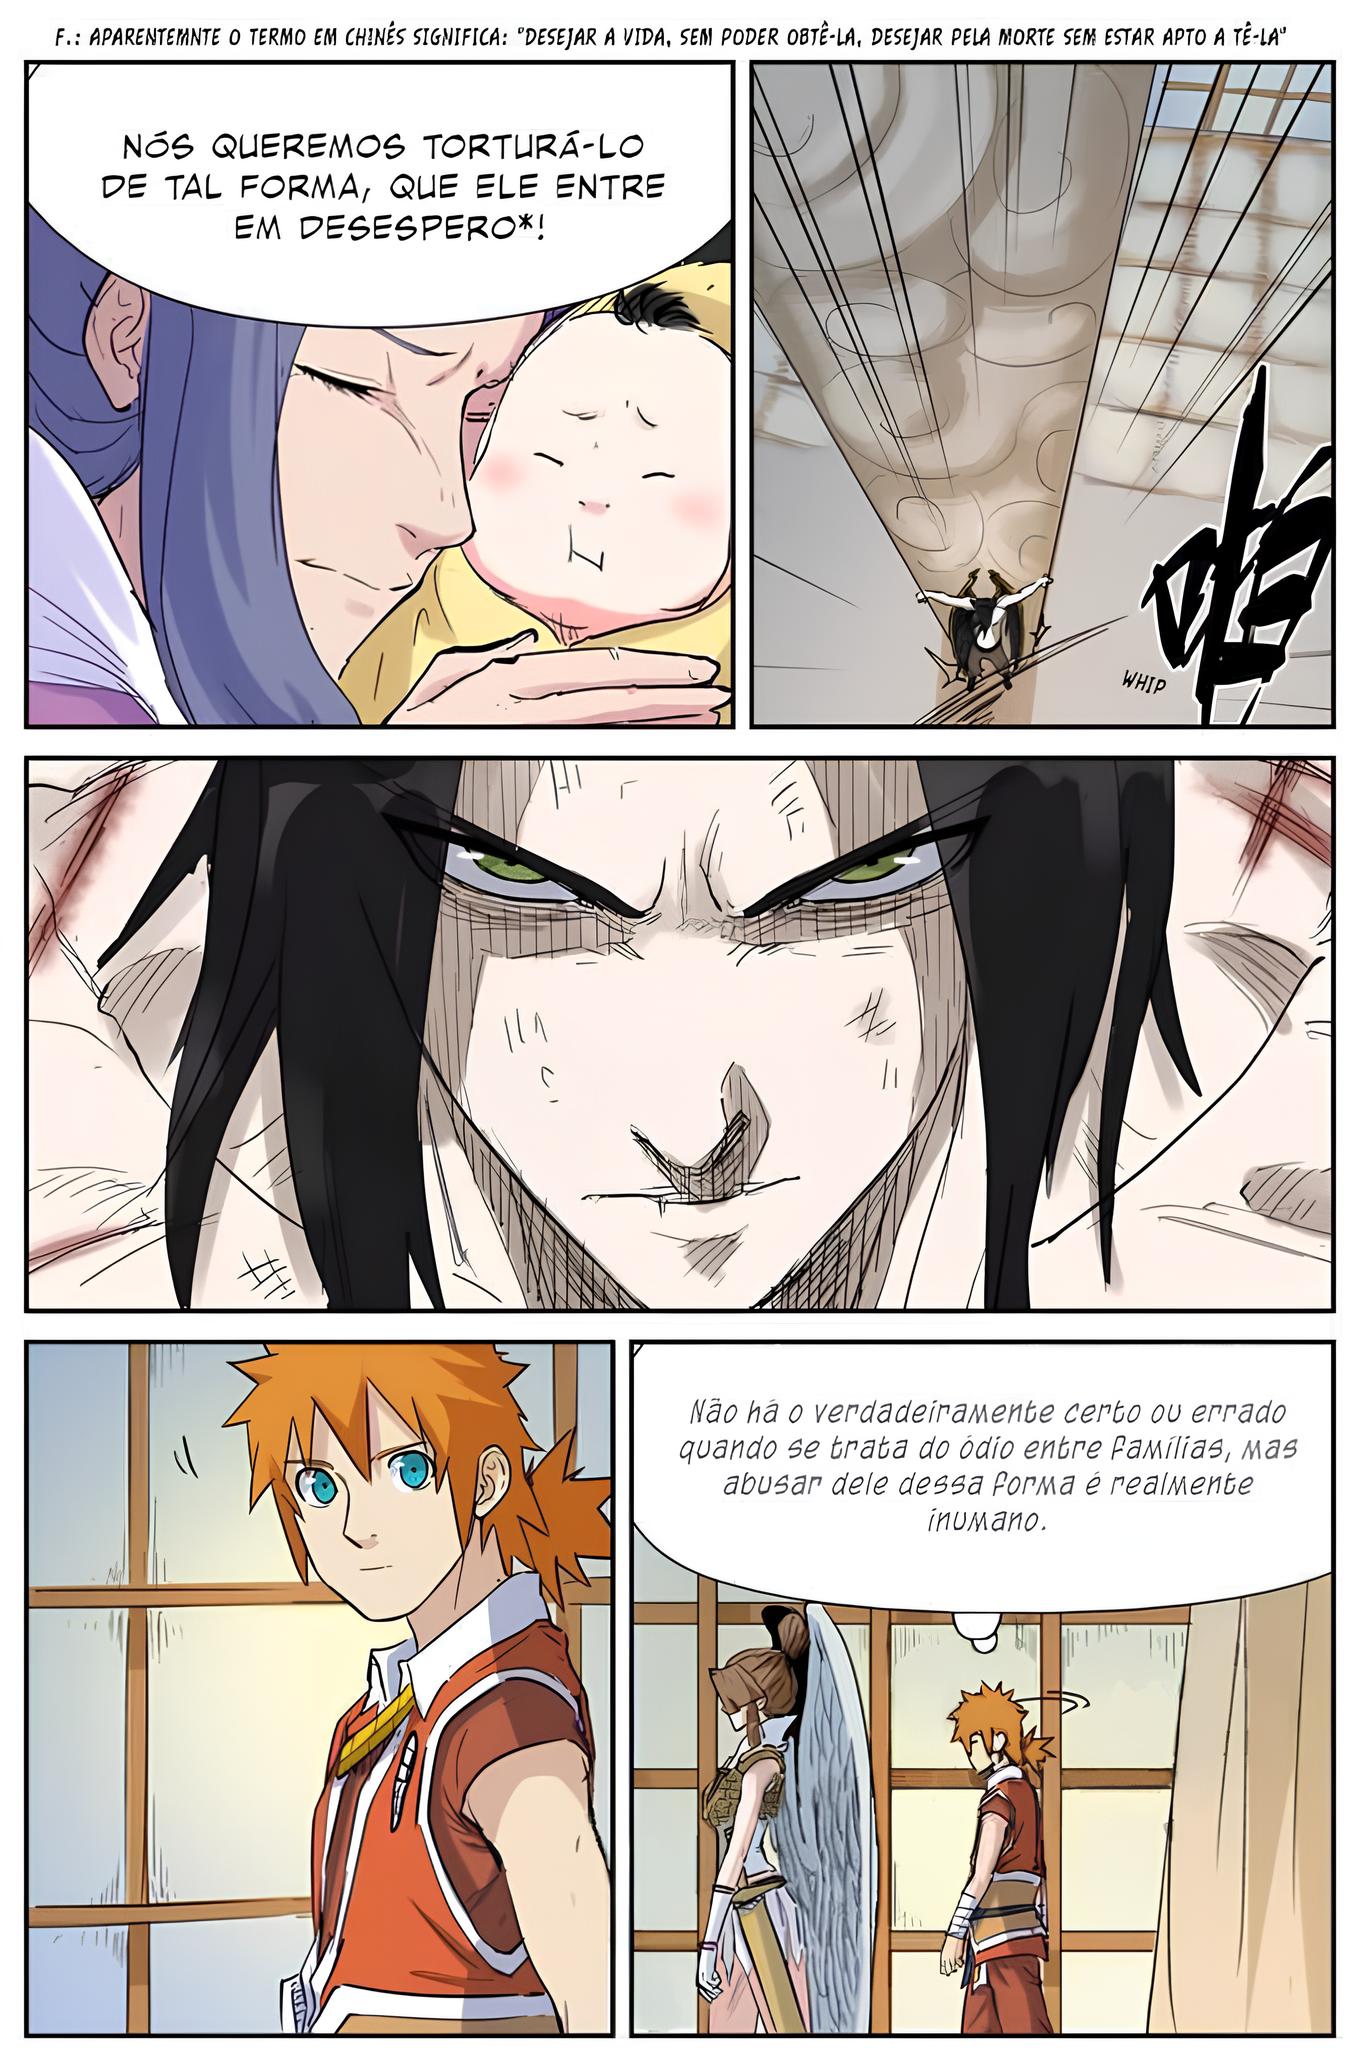 F.: APARENTEMNTE O TERMO EM CHINÊS SIGNIFICA: "DESEJAR A VIDA, SEM PODER OBTÊ-LA, DESEJAR PELA MORTE SEM ESTAR APTO A TÊ-LA"
NÓS QUEREMOS TORTURÁ-LO
DE TAL FORMA, QUE ELE ENTRE
EM DESESPERO*!
WHIP
Não há o verdadeiramente certo ou errado
quando se trata do ódio entre famílias, mas
abusar dele dessa forma é realmente
inumano.